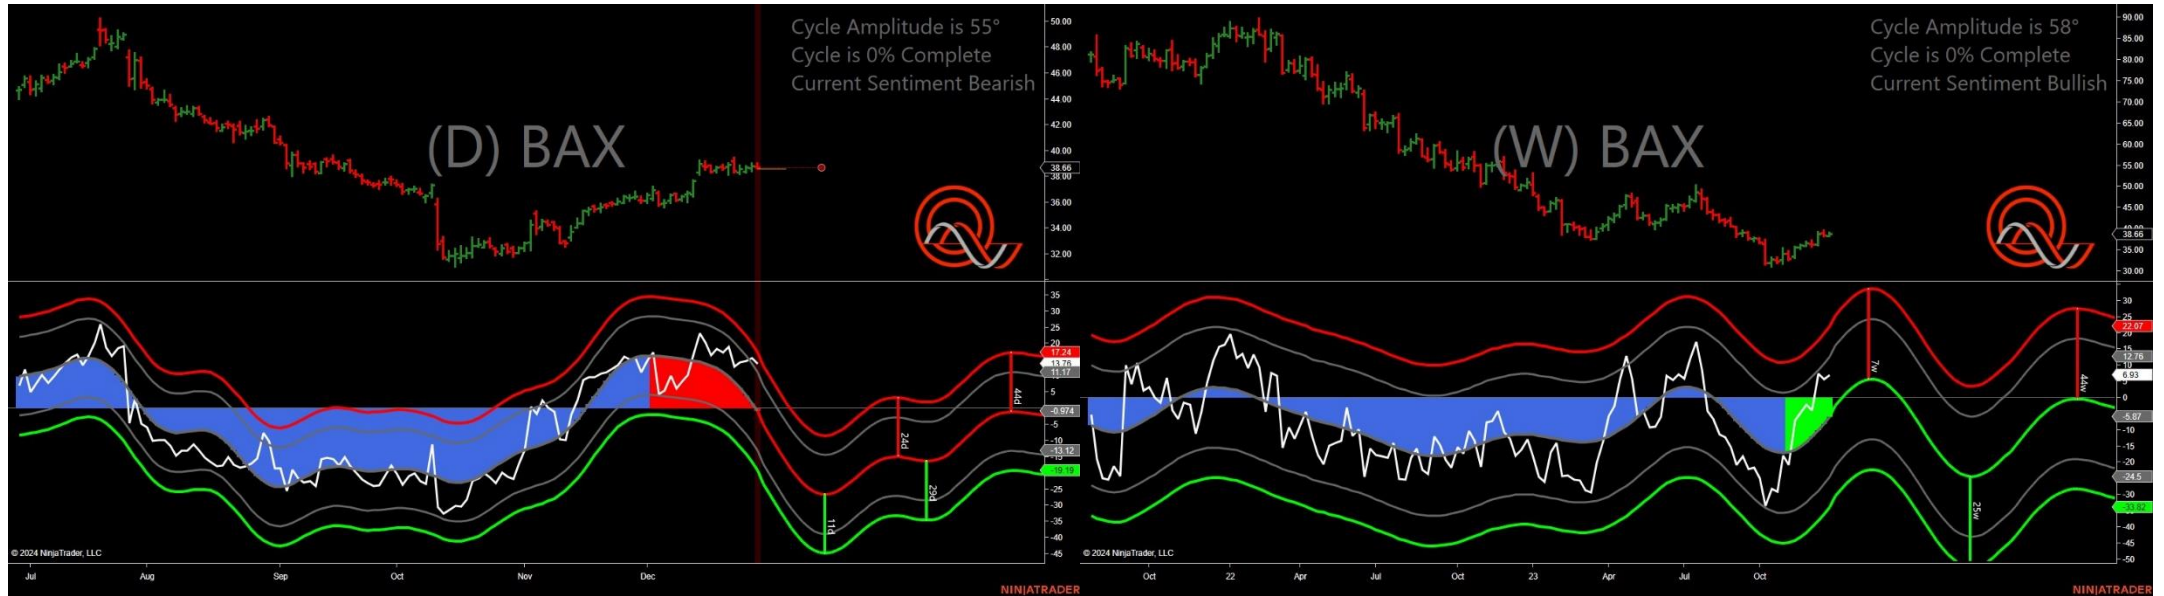 Cycle Amplitude is 55°
Cycle is 0% Complete
Current Sentiment Bearish
(D) BAX
50.00
48.00
46.00
44.00
42.00
40.00
38.66
38.00
36.00
34.00
32.00
35
30
25
20
17.24
13.76
11.17
5
-0.974
-5
-10
-13.12
-19.19
-25
-30
-35
-40
-45
11d
24d
29d
44d
© 2024 NinjaTrader, LLC
Jul
Aug
Sep
Oct
Nov
Dec
NINJATRADER
Cycle Amplitude is 58°
Cycle is 0% Complete
Current Sentiment Bullish
(W) BAX
90.00
85.00
80.00
75.00
70.00
65.00
60.00
55.00
50.00
45.00
38.66
35.00
30.00
30
22.07
15
12.76
6.93
0
-5.87
-10
-15
-20
-24.5
-30
-33.82
-40
-45
-50
7w
25w
44w
© 2024 NinjaTrader, LLC
Oct
22
Apr
Jul
Oct
23
Apr
Jul
Oct
NINJATRADER